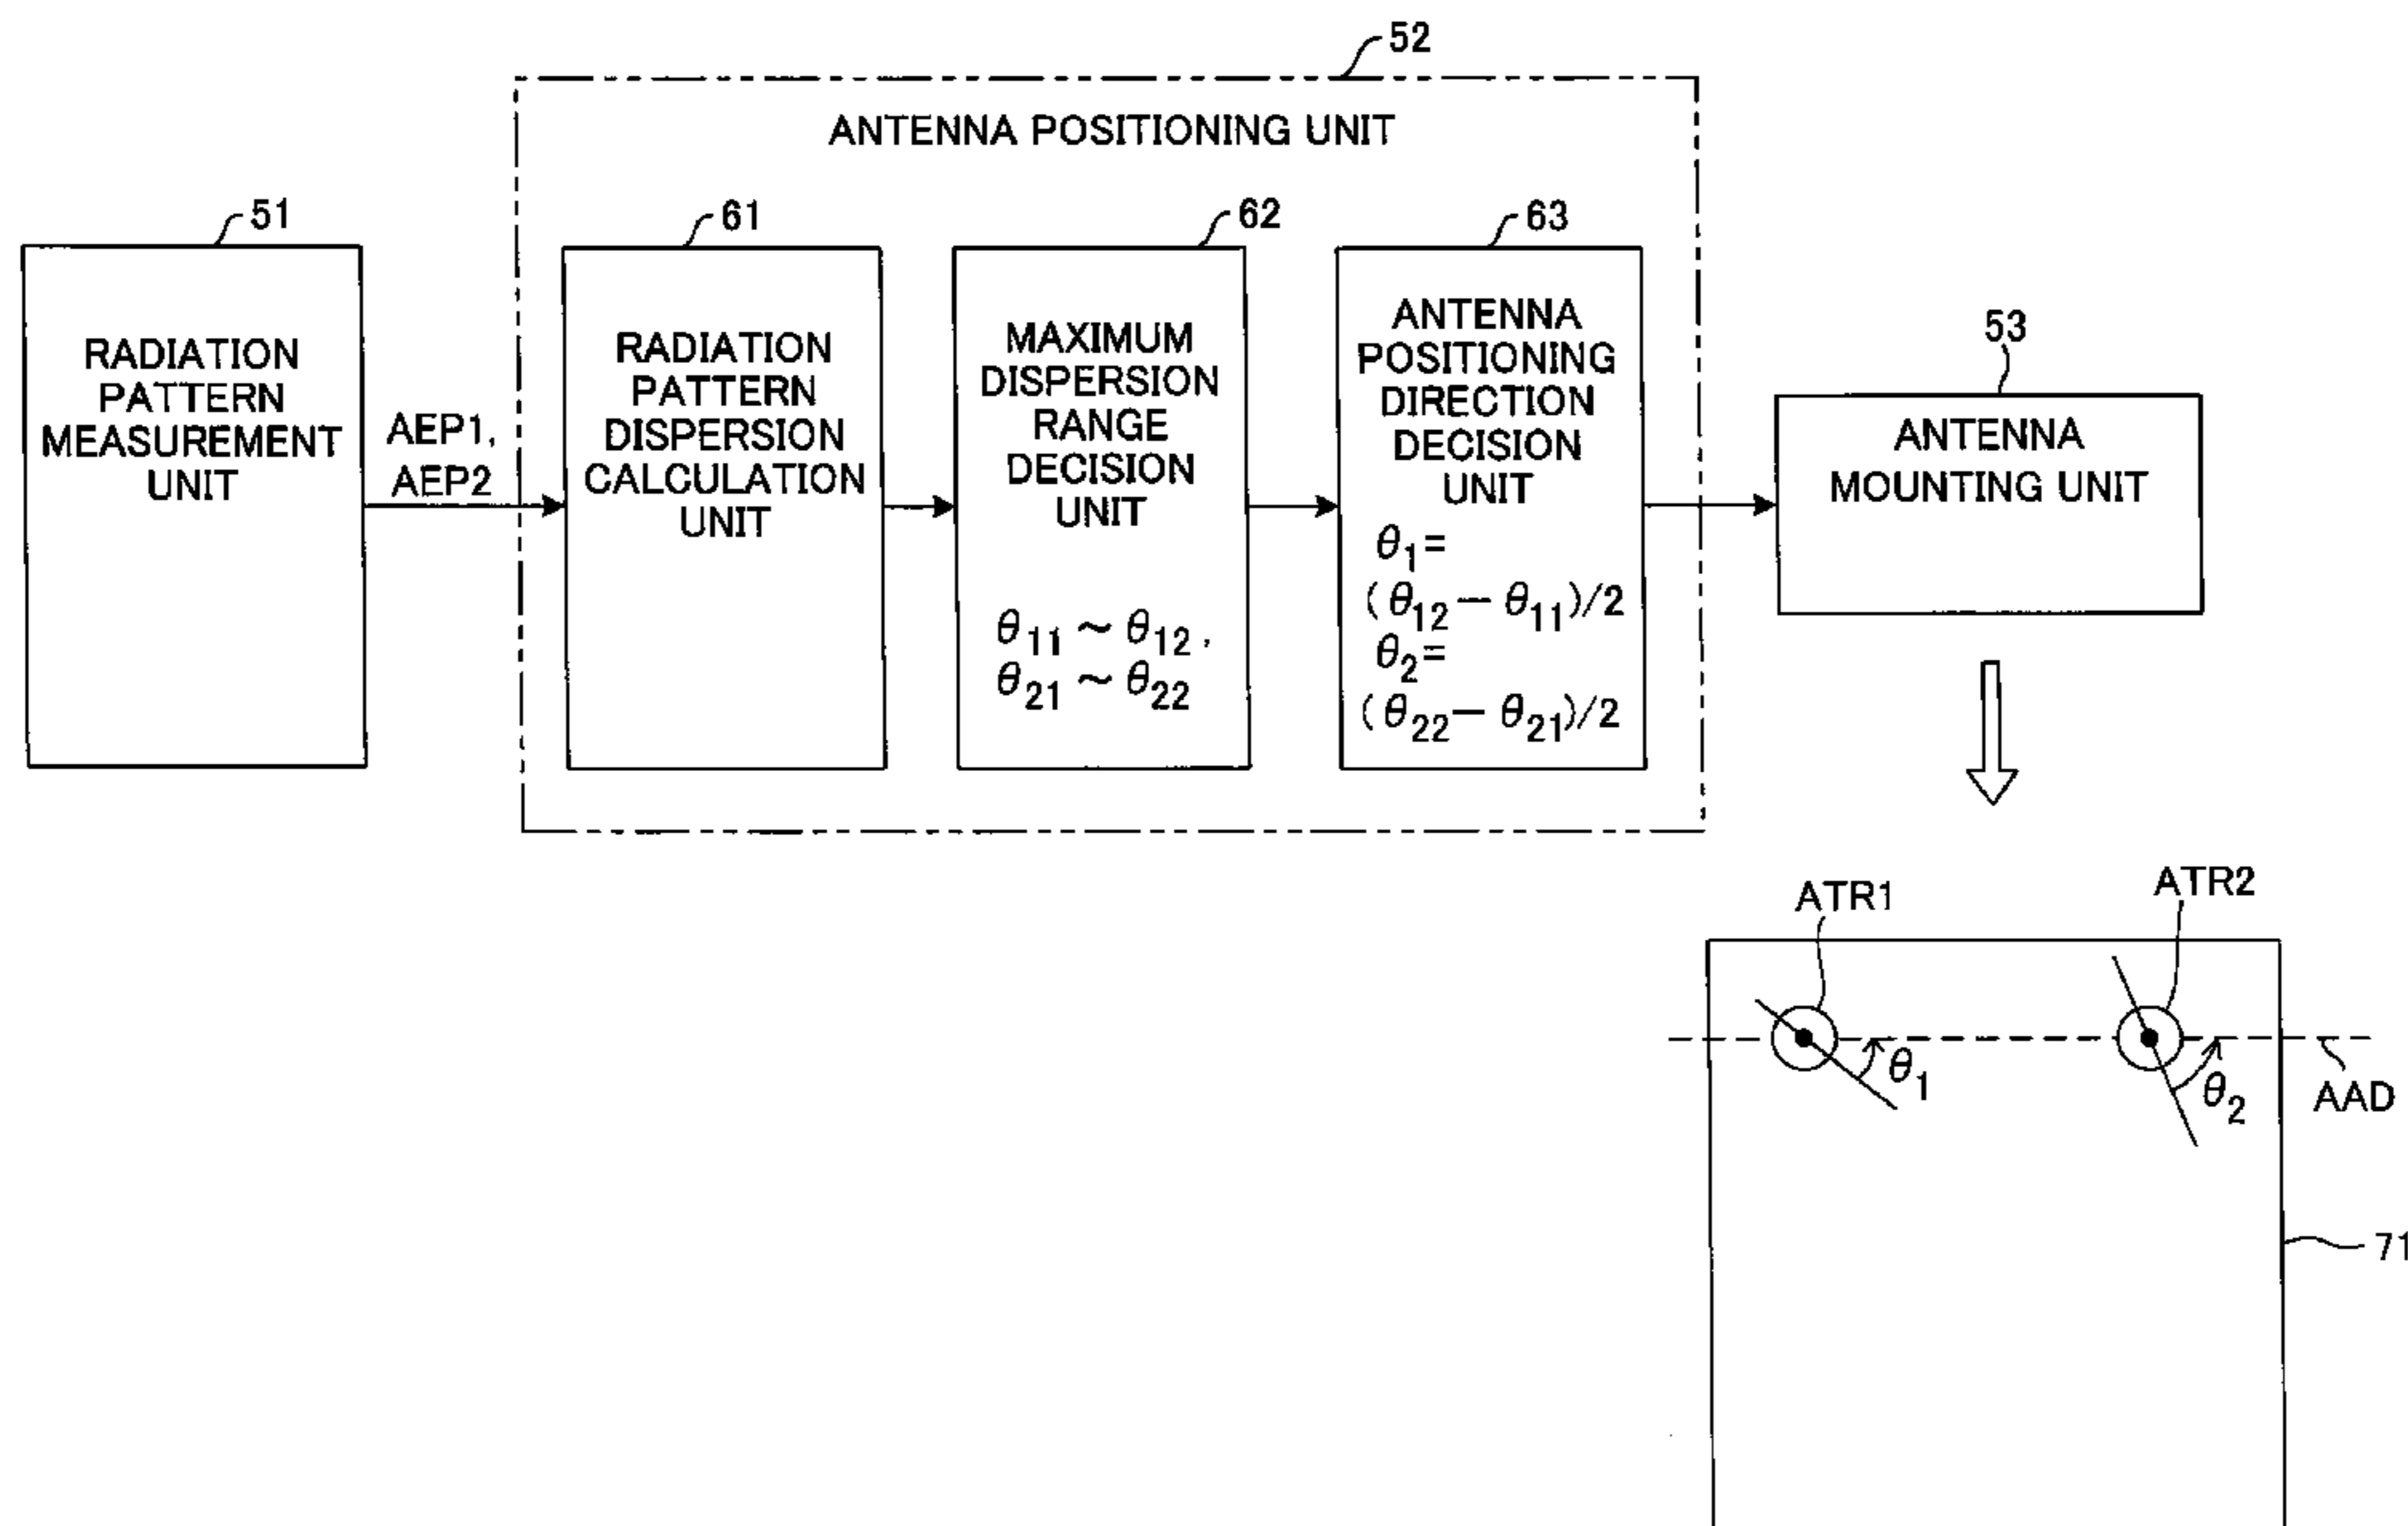 52
ANTENNA POSITIONING UNIT
51
61
62
63
RADIATION
PATTERN
MEASUREMENT
UNIT
AEP1,
AEP2
RADIATION
PATTERN
DISPERSION
CALCULATION
UNIT
MAXIMUM
DISPERSION
RANGE
DECISION
UNIT
θ11 ~ θ12,
θ21 ~ θ22
ANTENNA
POSITIONING
DIRECTION
DECISION
UNIT
θ1=
(θ12 − θ11)/2
θ2=
(θ22 − θ21)/2
53
ANTENNA
MOUNTING UNIT
ATR1
ATR2
θ1
θ2
AAD
71